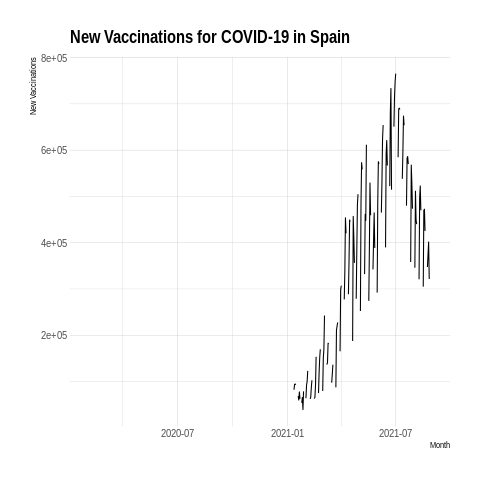 New Vaccinations for COVID-19 in Spain
New Vaccinations
8e+05
6e+05
4e+05
2e+05
2020-07
2021-01
2021-07
Month